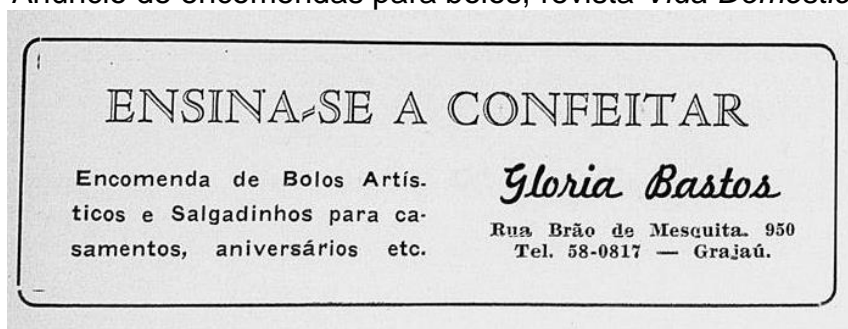 Anúncio de encomendas para bolos, revista Vida Doméstic
ENSINA-SE A CONFEITAR
Encomenda de Bolos Artís-
ticos e Salgadinhos para ca-
samentos, aniversários etc.
Gloria Bastos
Rua Brão de Mesquita. 950
Tel. 58-0817 — Grajaú.